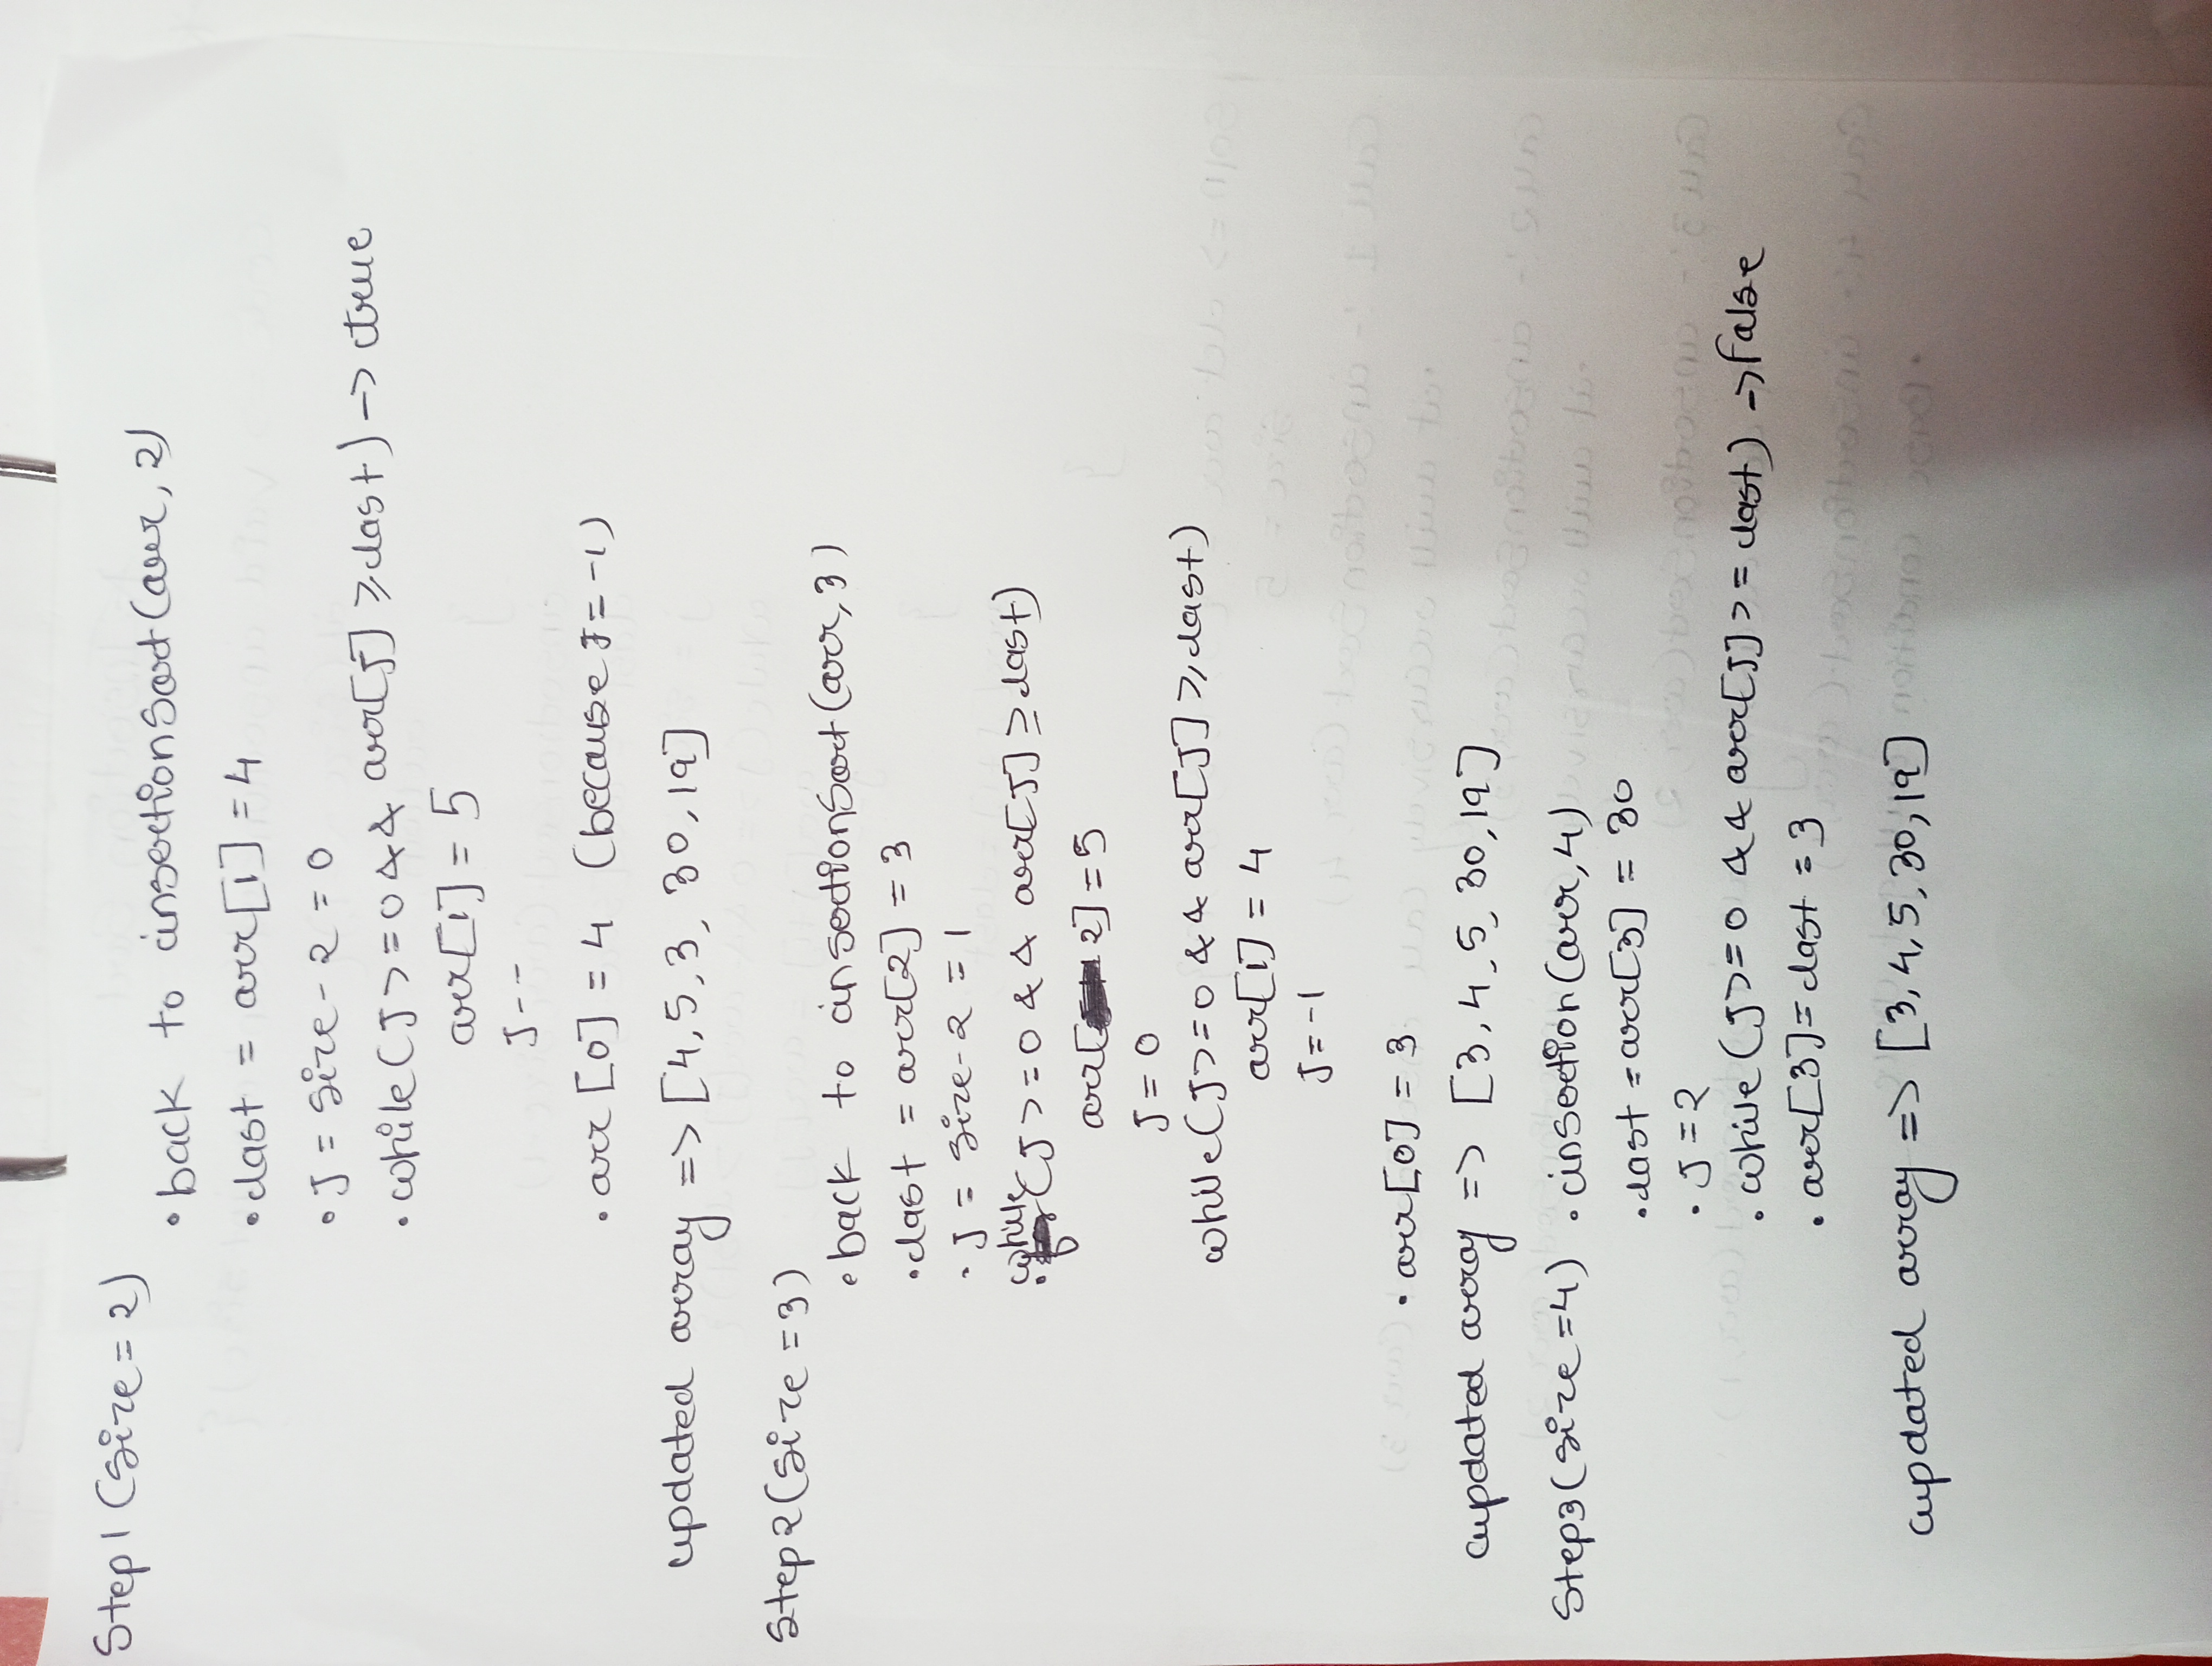 Step1 (size = 2)
• back to insertionSort(arr, 2)
• last = arr[1] = 4
• J = size - 2 = 0
• while (J >= 0 && arr[j] ≥ last) -> true
arr[1] = 5
J--
• arr[0] = 4 (because J = -1)
updated array => [4, 5, 3, 30, 19]
Step2 (size = 3)
• back to insertionSort(arr, 3)
• last = arr[2] = 3
• J = size - 2 = 1
• while (J >= 0 && arr[J] ≥ last)
arr[2] = 5
J = 0
while (J >= 0 && arr[J] ≥ last)
arr[1] = 4
J = -1
• arr[0] = 3
updated array => [3, 4, 5, 30, 19]
Step3 (size = 4) • insertion(arr, 4)
• last = arr[3] = 30
• J = 2
• while (J >= 0 && arr[J] >= last) -> False
• arr[3] = last = 3
updated array => [3, 4, 5, 30, 19]